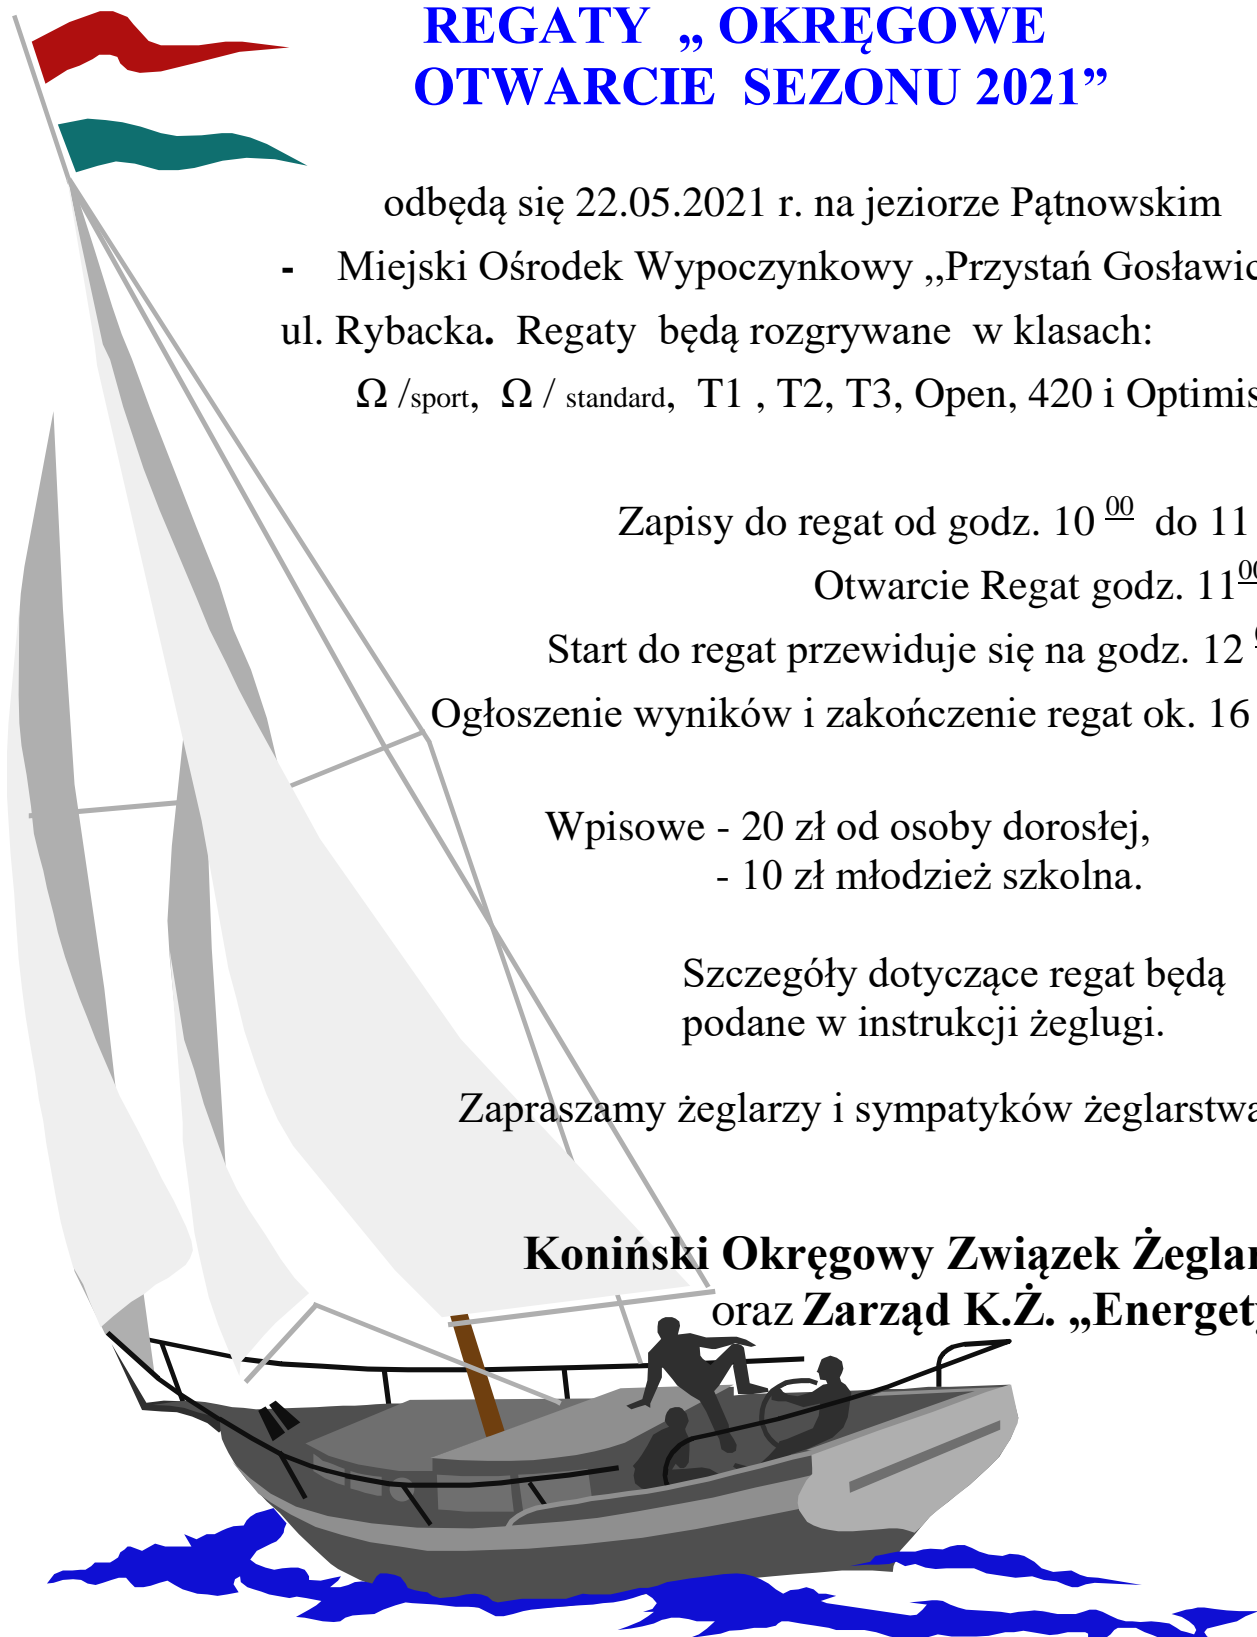 REGATY „ OKRĘGOWE
OTWARCIE SEZONU 2021”
odbędą się 22.05.2021 r. na jeziorze Pątnowskim
- Miejski Ośrodek Wypoczynkowy ,,Przystań Gosławic
ul. Rybacka. Regaty będą rozgrywane w klasach:
Ω /sport, Ω / standard, T1 , T2, T3, Open, 420 i Optimis
Zapisy do regat od godz. 10 00 do 11
Otwarcie Regat godz. 11 00
Start do regat przewiduje się na godz. 12
Ogłoszenie wyników i zakończenie regat ok. 16
Wpisowe - 20 zł od osoby dorosłej,
- 10 zł młodzież szkolna.
Szczegóły dotyczące regat będą
podane w instrukcji żeglugi.
Zapraszamy żeglarzy i sympatyków żeglarstwa
Koniński Okręgowy Związek Żeglar
oraz Zarząd K.Ż. „Energety